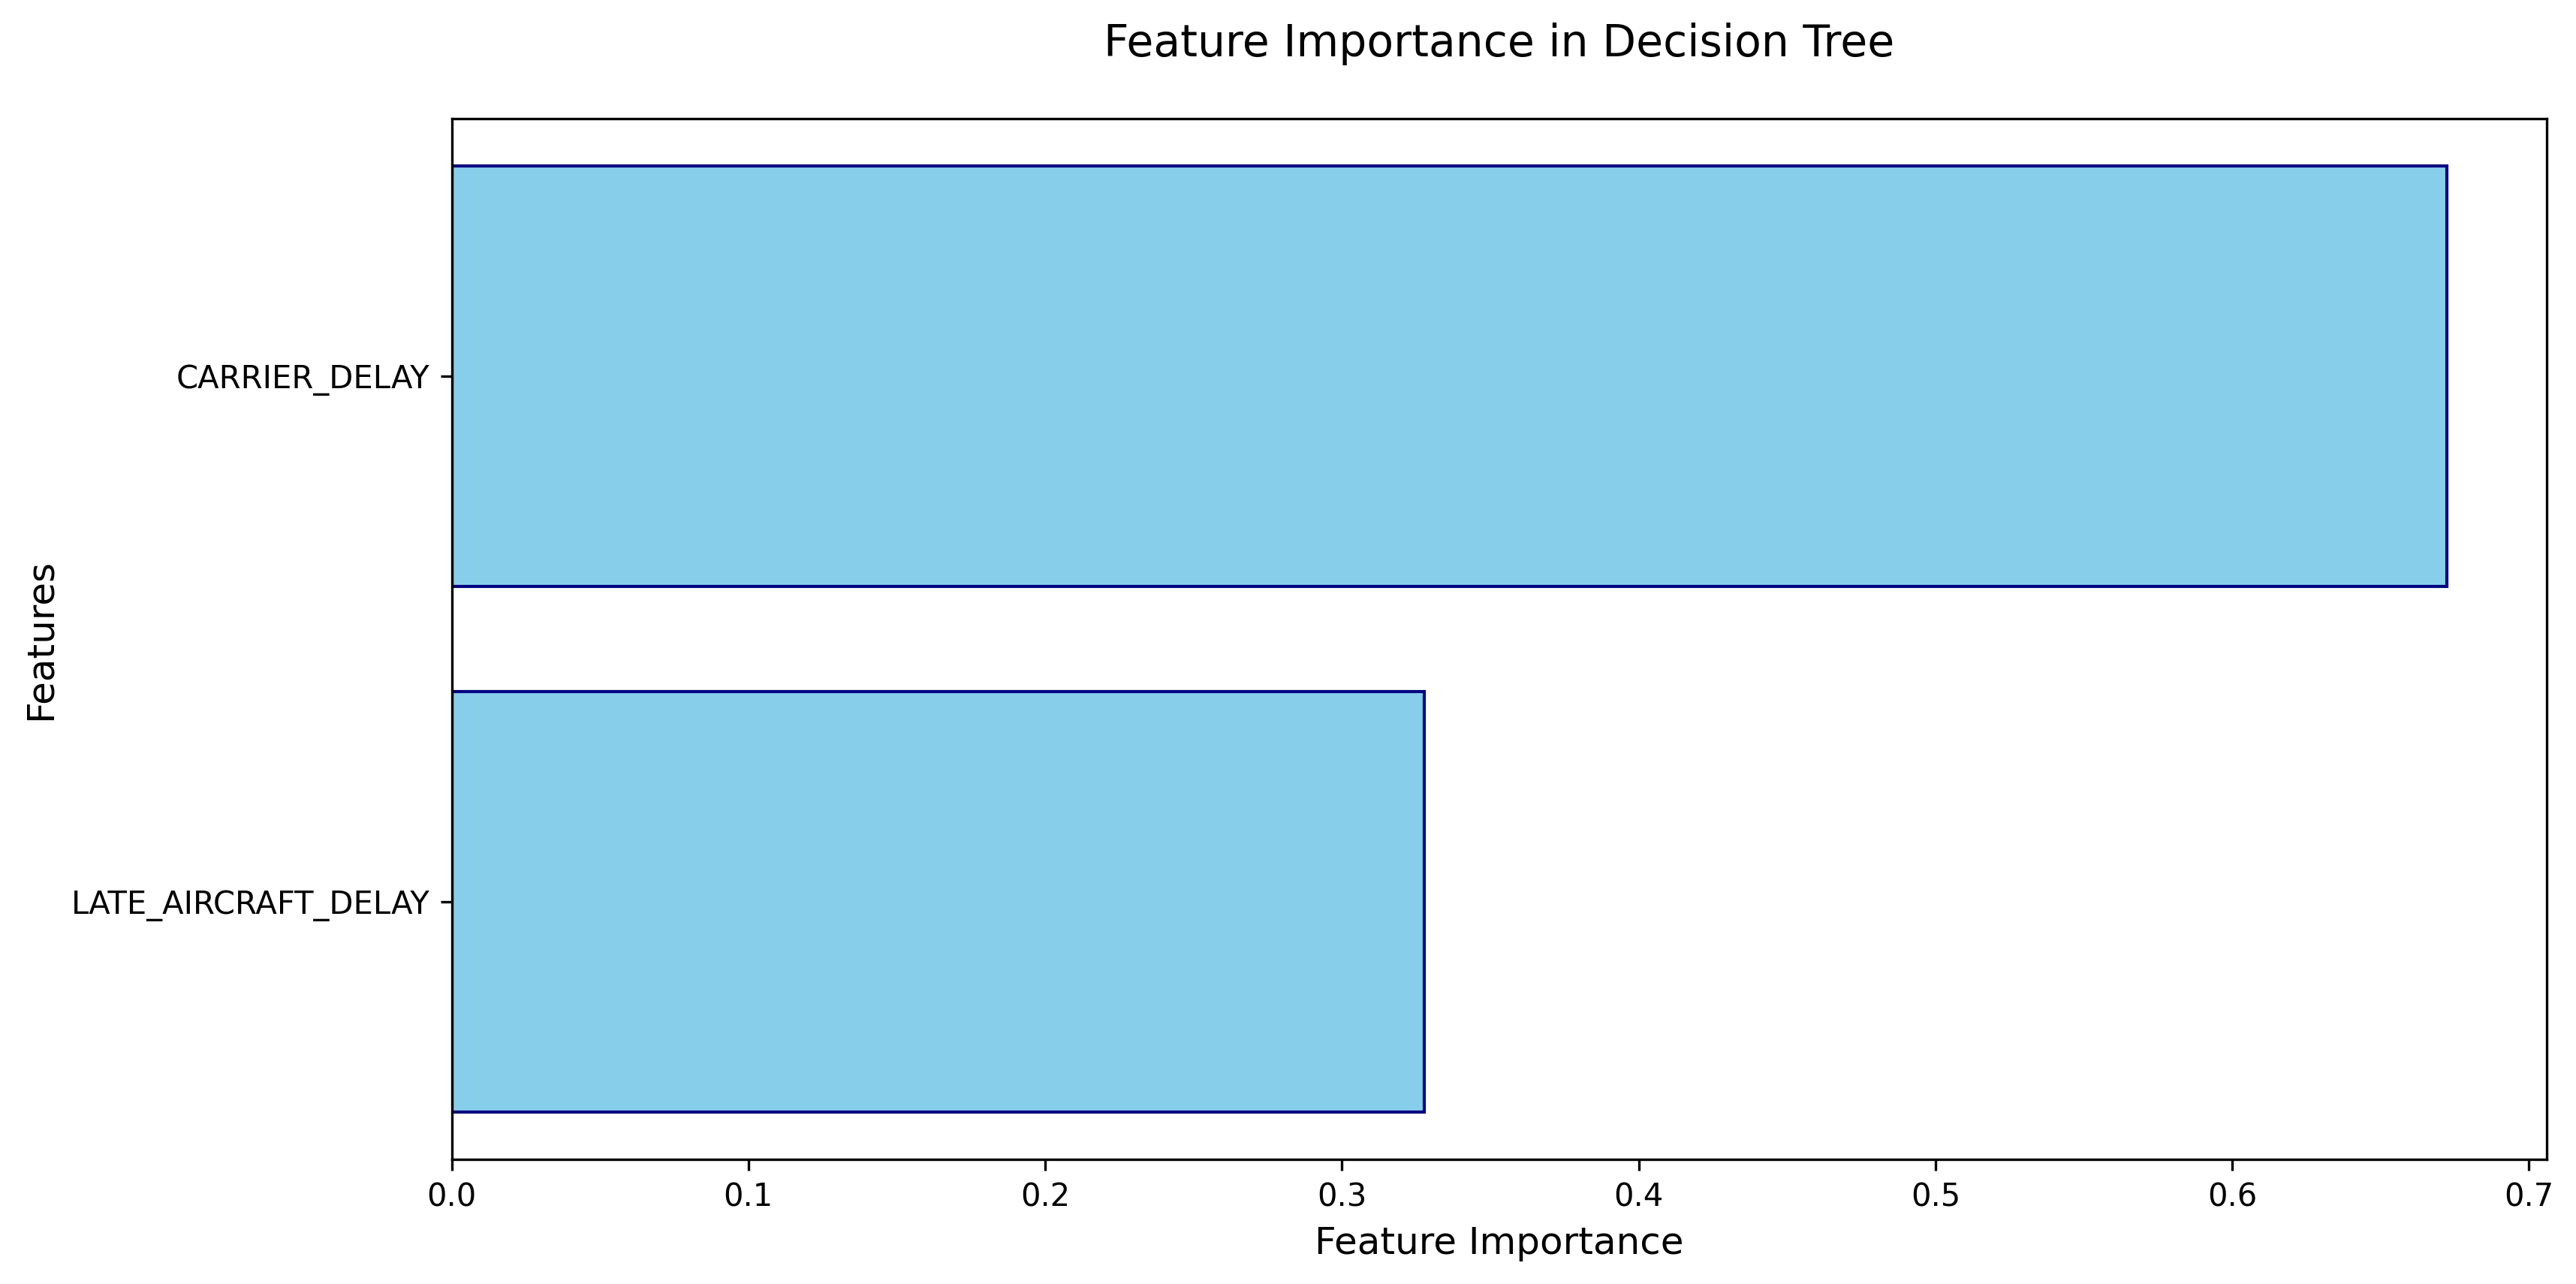 Feature Importance in Decision Tree
CARRIER_DELAY
Features
LATE_AIRCRAFT_DELAY
0.0 0.1 0.2 0.3 0.4 0.5 0.6 0.7
Feature Importance